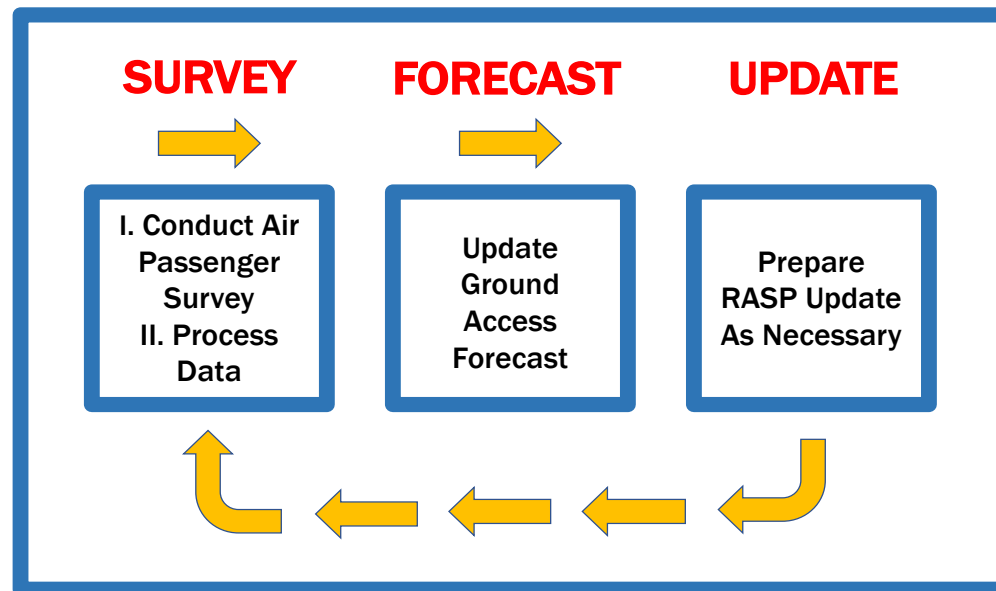 SURVEY
FORECAST
UPDATE
I. Conduct Air
Passenger
Survey
II. Process
Data
Update
Ground
Access
Forecast
Prepare
RASP Update
As Necessary